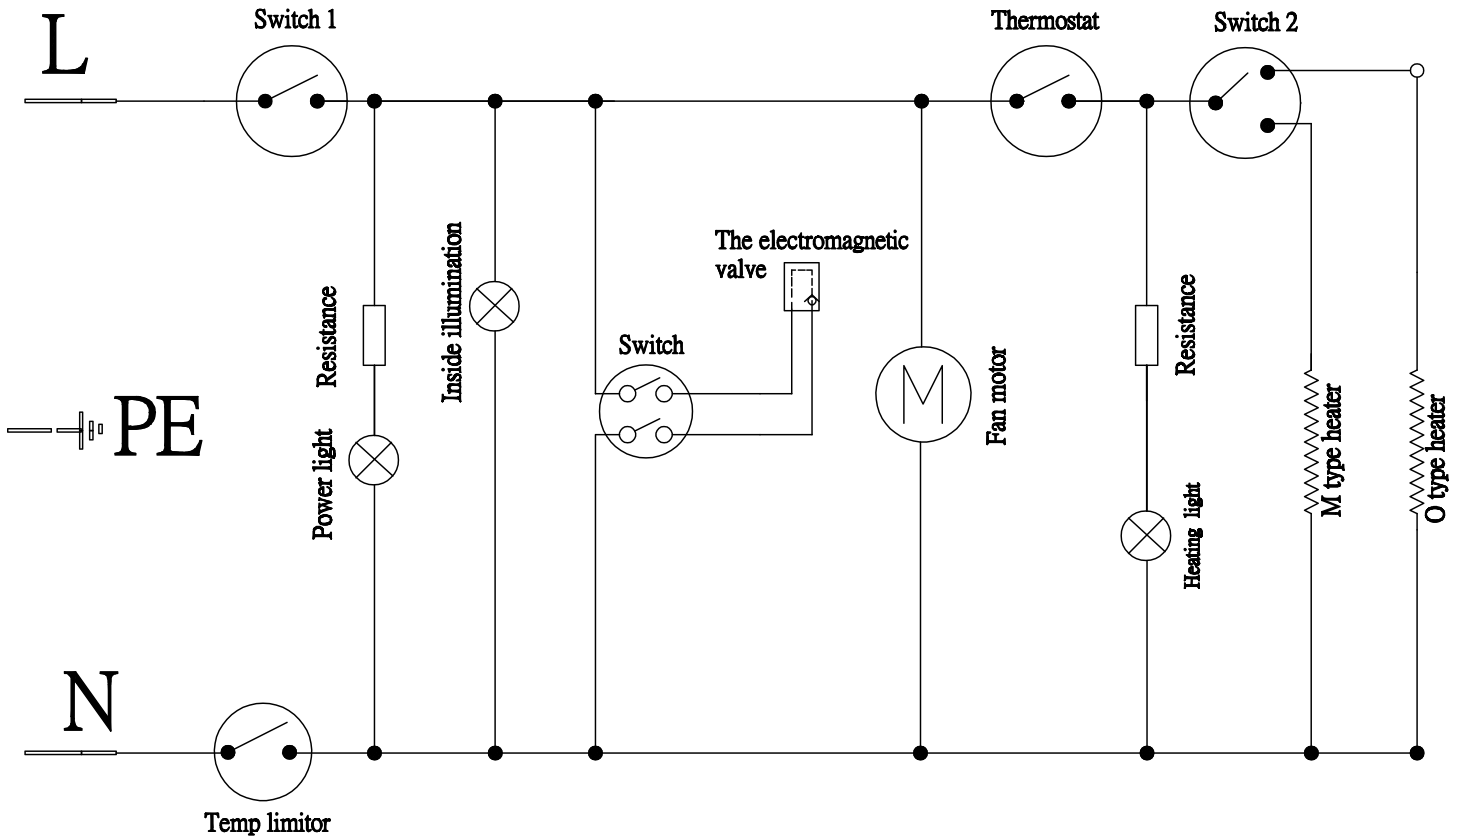 L
Switch 1
Thermostat
Switch 2
The electromagnetic
valve
Inside illumination
Resistance
Resistance
Switch
M
Fan motor
PE
Power light
M type heater
O type heater
Heating light
N
Temp limitor